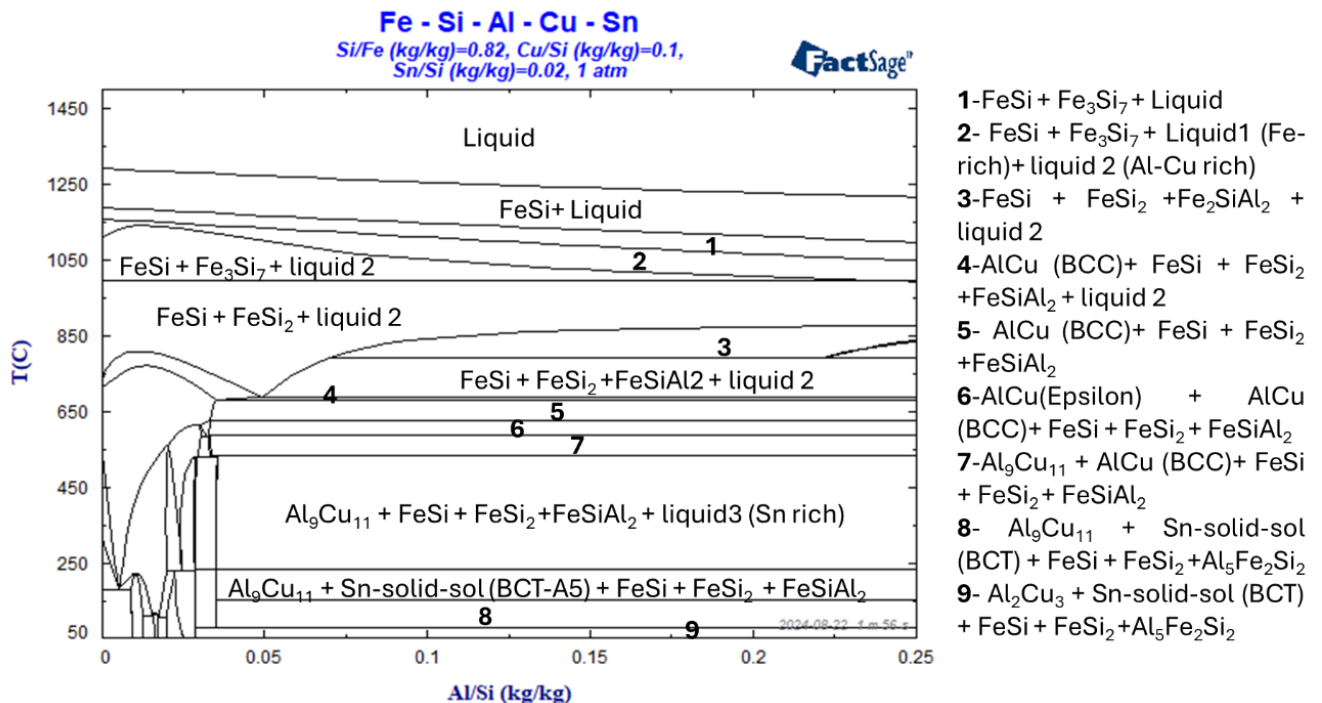 Fe - Si - Al - Cu - Sn
Si/Fe (kg/kg)=0.82, Cu/Si (kg/kg)=0.1,
Sn/Si (kg/kg)=0.02, 1 atm
FactSage™
T(C)
1450
1250
1050
850
650
450
250
50
Liquid
FeSi+ Liquid
1
2
FeSi + Fe₃Si₇ + liquid 2
FeSi + FeSi₂ + liquid 2
3
FeSi + FeSi₂ +FeSiAl2 + liquid 2
4
5
6
7
Al₉Cu₁₁ + FeSi + FeSi₂+FeSiAl₂ + liquid3 (Sn rich)
Al₉Cu₁₁ + Sn-solid-sol (BCT-A5) + FeSi + FeSi₂ + FeSiAl₂
8
9
2024-08-22 1 m 56 s
0
0.05
0.1
0.15
0.2
0.25
Al/Si (kg/kg)
1-FeSi + Fe₃Si₇ + Liquid
2- FeSi + Fe₃Si₇ + Liquid1 (Fe-
rich)+ liquid 2 (Al-Cu rich)
3-FeSi + FeSi₂ +Fe₂SiAl₂ +
liquid 2
4-AlCu (BCC)+ FeSi + FeSi₂
+FeSiAl₂ + liquid 2
5- AlCu (BCC)+ FeSi + FeSi₂
+FeSiAl₂
6-AlCu(Epsilon) + AlCu
(BCC)+ FeSi + FeSi₂ + FeSiAl₂
7-Al₉Cu₁₁ + AlCu (BCC)+ FeSi
+ FeSi₂+ FeSiAl₂
8- Al₉Cu₁₁ + Sn-solid-sol
(BCT) + FeSi + FeSi₂+Al₅Fe₂Si₂
9- Al₂Cu₃ + Sn-solid-sol (BCT)
+ FeSi + FeSi₂+Al₅Fe₂Si₂